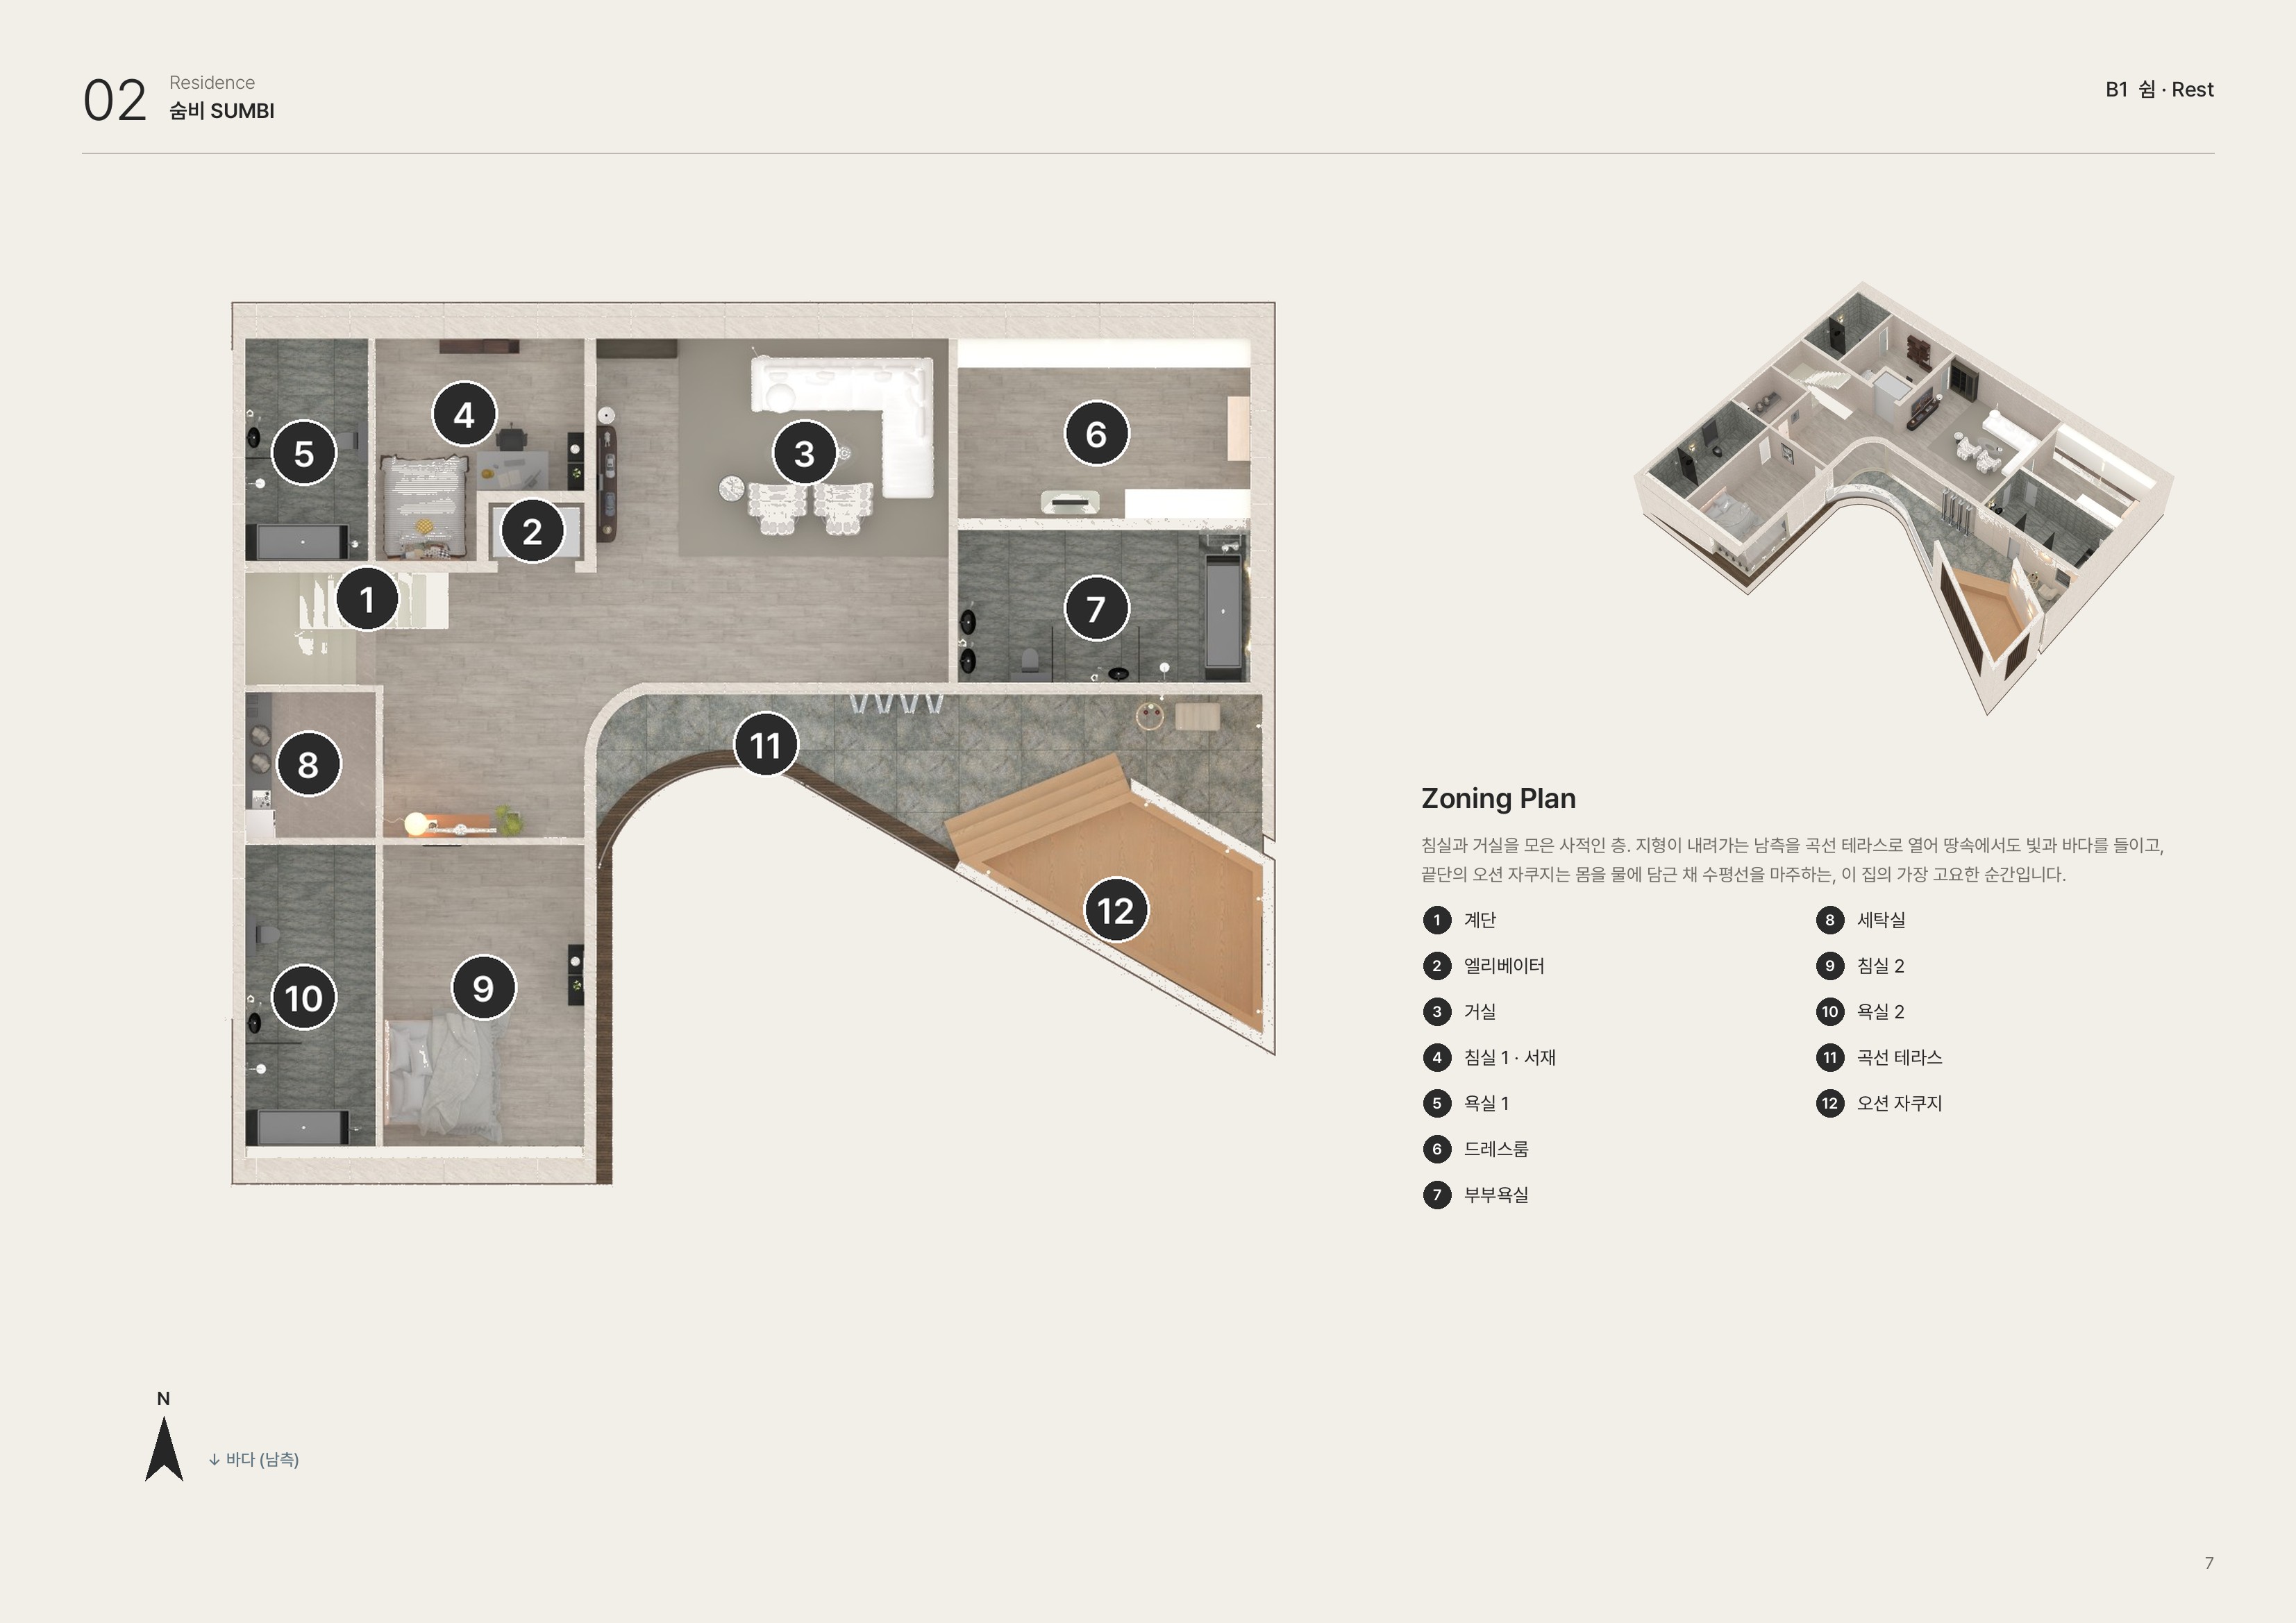 02
Residence
숨비 SUMBI
B1 쉼 · Rest
5
4
3
6
2
1
7
8
11
12
10
9
Zoning Plan
침실과 거실을 모은 사적인 층. 지형이 내려가는 남측을 곡선 테라스로 열어 땅속에서도 빛과 바다를 들이고,
끝단의 오션 자쿠지는 몸을 물에 담근 채 수평선을 마주하는, 이 집의 가장 고요한 순간입니다.
1 계단
2 엘리베이터
3 거실
4 침실 1 · 서재
5 욕실 1
6 드레스룸
7 부부욕실
8 세탁실
9 침실 2
10 욕실 2
11 곡선 테라스
12 오션 자쿠지
N
↓ 바다 (남측)
7